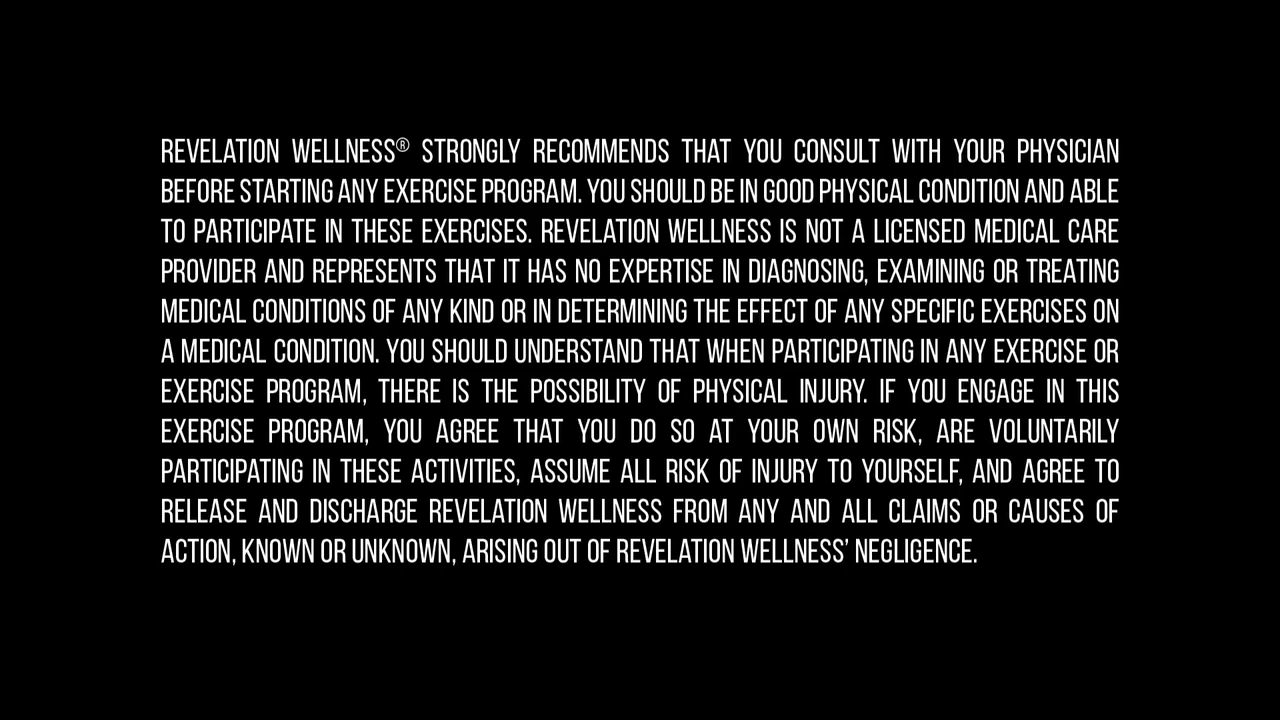 REVELATION WELLNESS® STRONGLY RECOMMENDS THAT YOU CONSULT WITH YOUR PHYSICIAN
BEFORE STARTING ANY EXERCISE PROGRAM. YOU SHOULD BE IN GOOD PHYSICAL CONDITION AND ABLE
TO PARTICIPATE IN THESE EXERCISES. REVELATION WELLNESS IS NOT A LICENSED MEDICAL CARE
PROVIDER AND REPRESENTS THAT IT HAS NO EXPERTISE IN DIAGNOSING, EXAMINING OR TREATING
MEDICAL CONDITIONS OF ANY KIND OR IN DETERMINING THE EFFECT OF ANY SPECIFIC EXERCISES ON
A MEDICAL CONDITION. YOU SHOULD UNDERSTAND THAT WHEN PARTICIPATING IN ANY EXERCISE OR
EXERCISE PROGRAM, THERE IS THE POSSIBILITY OF PHYSICAL INJURY. IF YOU ENGAGE IN THIS
EXERCISE PROGRAM, YOU AGREE THAT YOU DO SO AT YOUR OWN RISK, ARE VOLUNTARILY
PARTICIPATING IN THESE ACTIVITIES, ASSUME ALL RISK OF INJURY TO YOURSELF, AND AGREE TO
RELEASE AND DISCHARGE REVELATION WELLNESS FROM ANY AND ALL CLAIMS OR CAUSES OF
ACTION, KNOWN OR UNKNOWN, ARISING OUT OF REVELATION WELLNESS’ NEGLIGENCE.